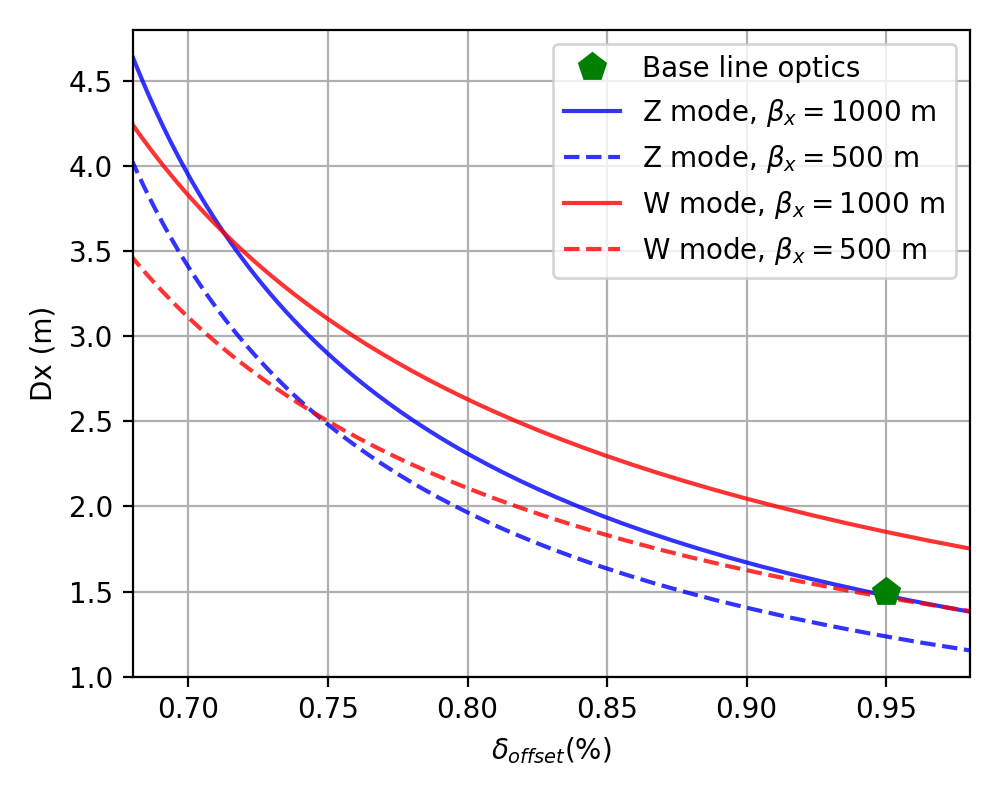 4.5
4.0
3.5
3.0
2.5
2.0
1.5
1.0
Dx (m)
0.70 0.75 0.80 0.85 0.90 0.95
δoffset(%)
Base line optics
Z mode, βx = 1000 m
Z mode, βx = 500 m
W mode, βx = 1000 m
W mode, βx = 500 m